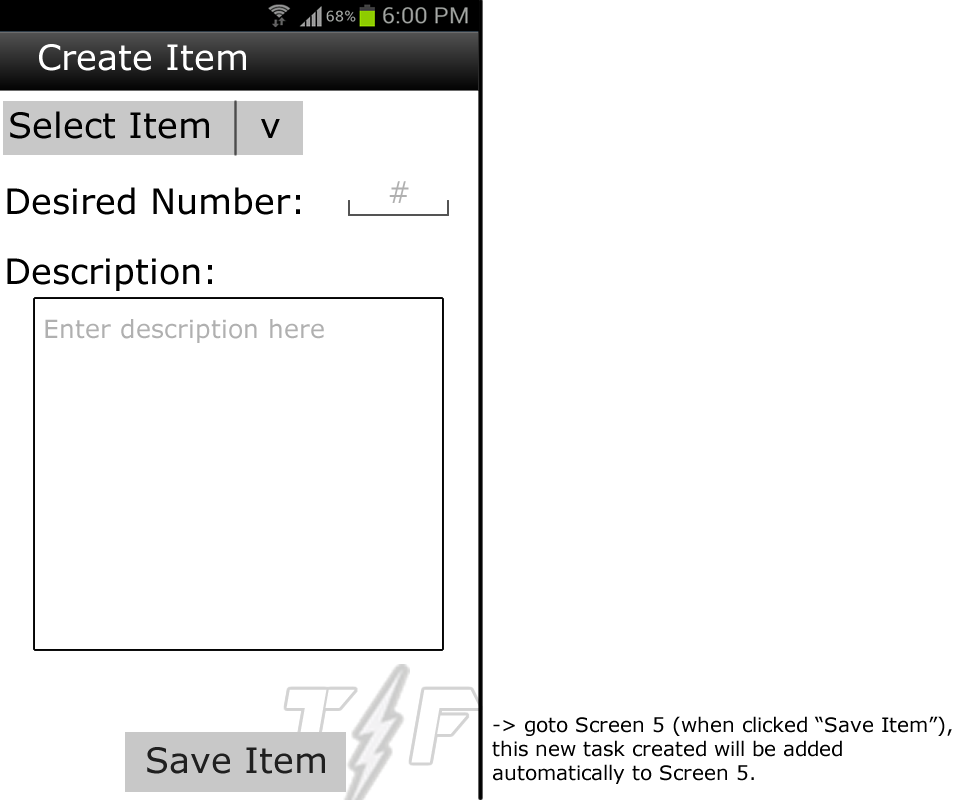 68% 6:00 PM
Create Item
Select Item v
Desired Number: #
Description:
Enter description here
T F
Save Item
-> goto Screen 5 (when clicked “Save Item”),
this new task created will be added
automatically to Screen 5.